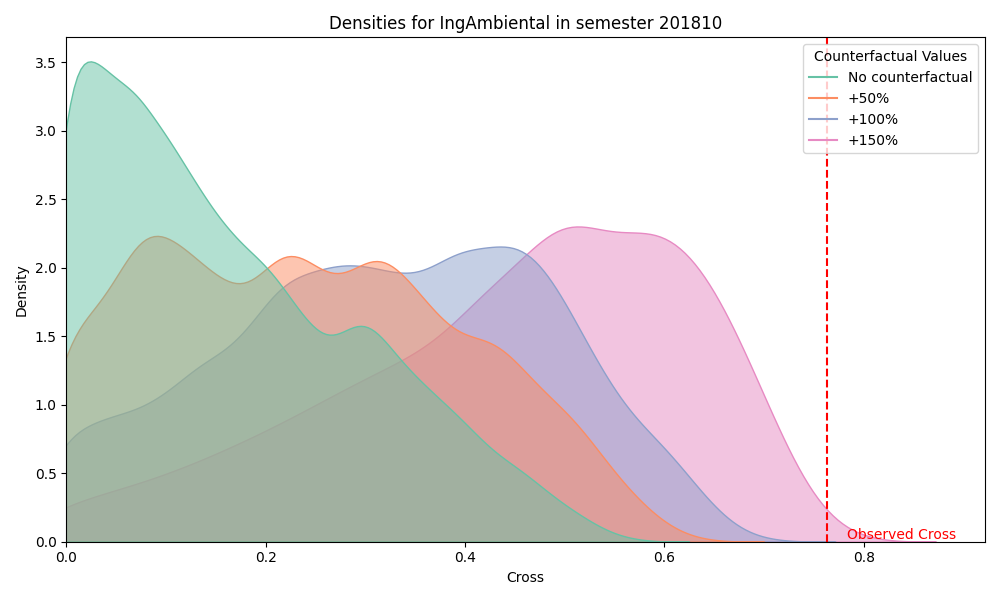 Densities for IngAmbiental in semester 201810
Counterfactual Values
No counterfactual
+50%
+100%
+150%
Density
3.5
3.0
2.5
2.0
1.5
1.0
0.5
0.0
Observed Cross
0.0 0.2 0.4 0.6 0.8
Cross